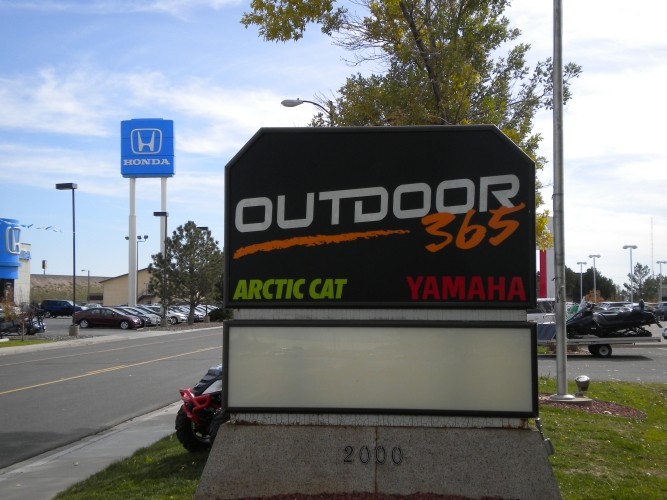 HONDA
OUTDOOR
365
ARCTIC CAT YAMAHA
2000